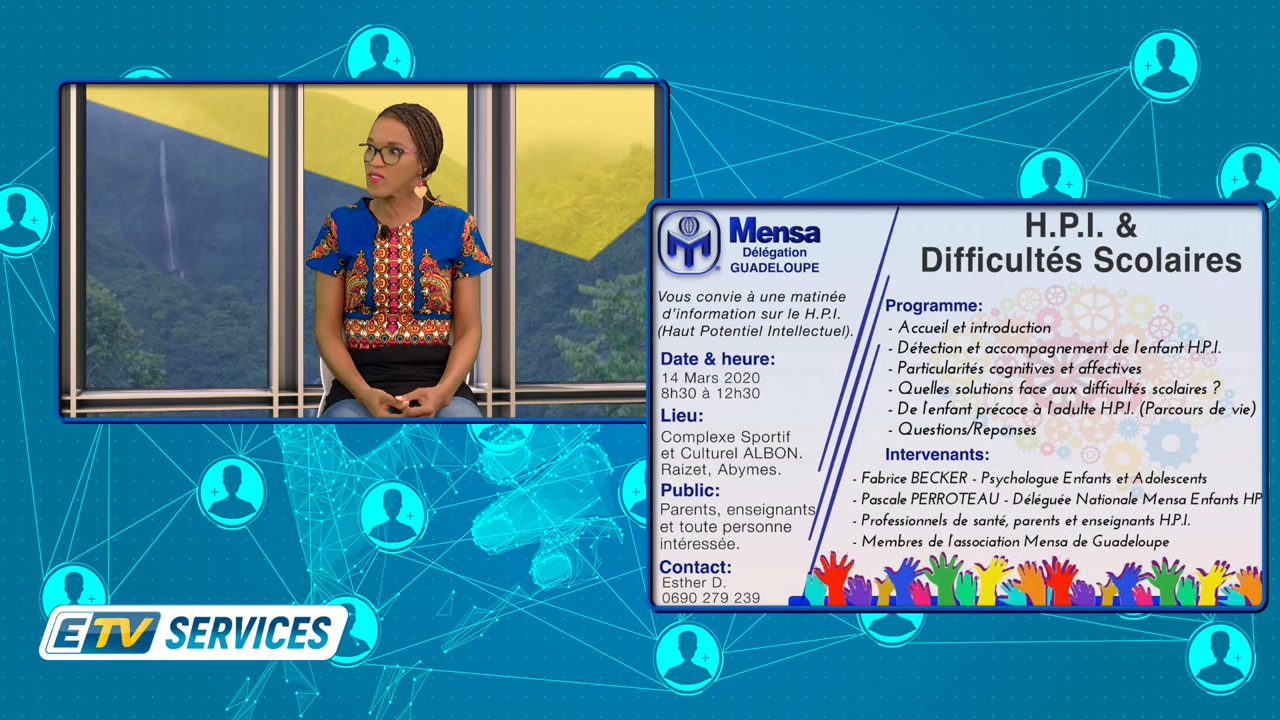 Mensa
Délégation
GUADELOUPE
Vous convie à une matinée
d'information sur le H.P.I.
(Haut Potentiel Intellectuel).
Date & heure:
14 Mars 2020
8h30 à 12h30
Lieu:
Complexe Sportif
et Culturel ALBON.
Raizet, Abymes.
Public:
Parents, enseignants
et toute personne
intéressée.
Contact:
Esther D.
0690 279 239
H.P.I. &
Difficultés Scolaires
Programme:
- Accueil et introduction
- Détection et accompagnement de l'enfant H.P.I.
- Particularités cognitives et affectives
- Quelles solutions face aux difficultés scolaires ?
- De l'enfant précoce à l'adulte H.P.I. (Parcours de vie)
- Questions/Reponses
Intervenants:
- Fabrice BECKER - Psychologue Enfants et Adolescents
- Pascale PERROTEAU - Déléguée Nationale Mensa Enfants HP
- Professionnels de santé, parents et enseignants H.P.I.
- Membres de l'association Mensa de Guadeloupe
ETV SERVICES